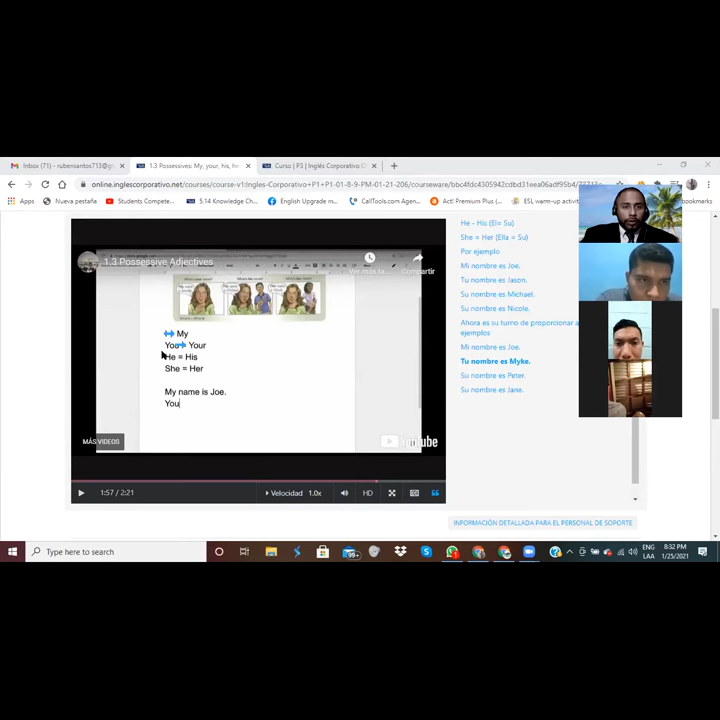 Inbox (71) - rubensantos713@g
1.3 Possessives: My, your, his, he
Curso | P3 | Inglés Corporativo
online.inglescorporativo.net/courses/course-v1:Ingles-Corporativo+P1+P1-01-8-9-PM-01-21-206/courseware/
Apps
Nueva pestaña
Students Compete...
5.14 Knowledge Ch...
English Upgrade m...
Act! Premium Plus (...
CallTools.com Agen...
ESL warm-up activit
bookmarks
1.3 Possessive Adjectives
Ver más ta...
Compartir
My
You Your
He = His
She = Her
My name is Joe.
You
MÁS VIDEOS
YouTube
1:57 / 2:21
Velocidad 1.0x
HD
He - His (El= Su)
She = Her (Ella = Su)
Por ejemplo
Mi nombre es Joe.
Tu nombre es Jason.
Su nombre es Michael.
Su nombre es Nicole.
Ahora es su turno de proporcionar
ejemplos
Mi nombre es Joe.
Tu nombre es Myke.
Su nombre es Peter.
Su nombre es Jane.
INFORMACIÓN DETALLADA PARA EL PERSONAL DE SOPORTE
Type here to search
99+
ENG
LAA
8:32 PM
1/25/2021